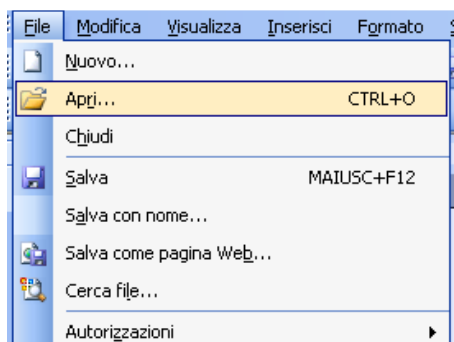 File Modifica Visualizza Inserisci Formato
Nuovo...
Apri... CTRL+O
Chiudi
Salva MAIUSC+F12
Salva con nome...
Salva come pagina Web...
Cerca file...
Autorizzazioni